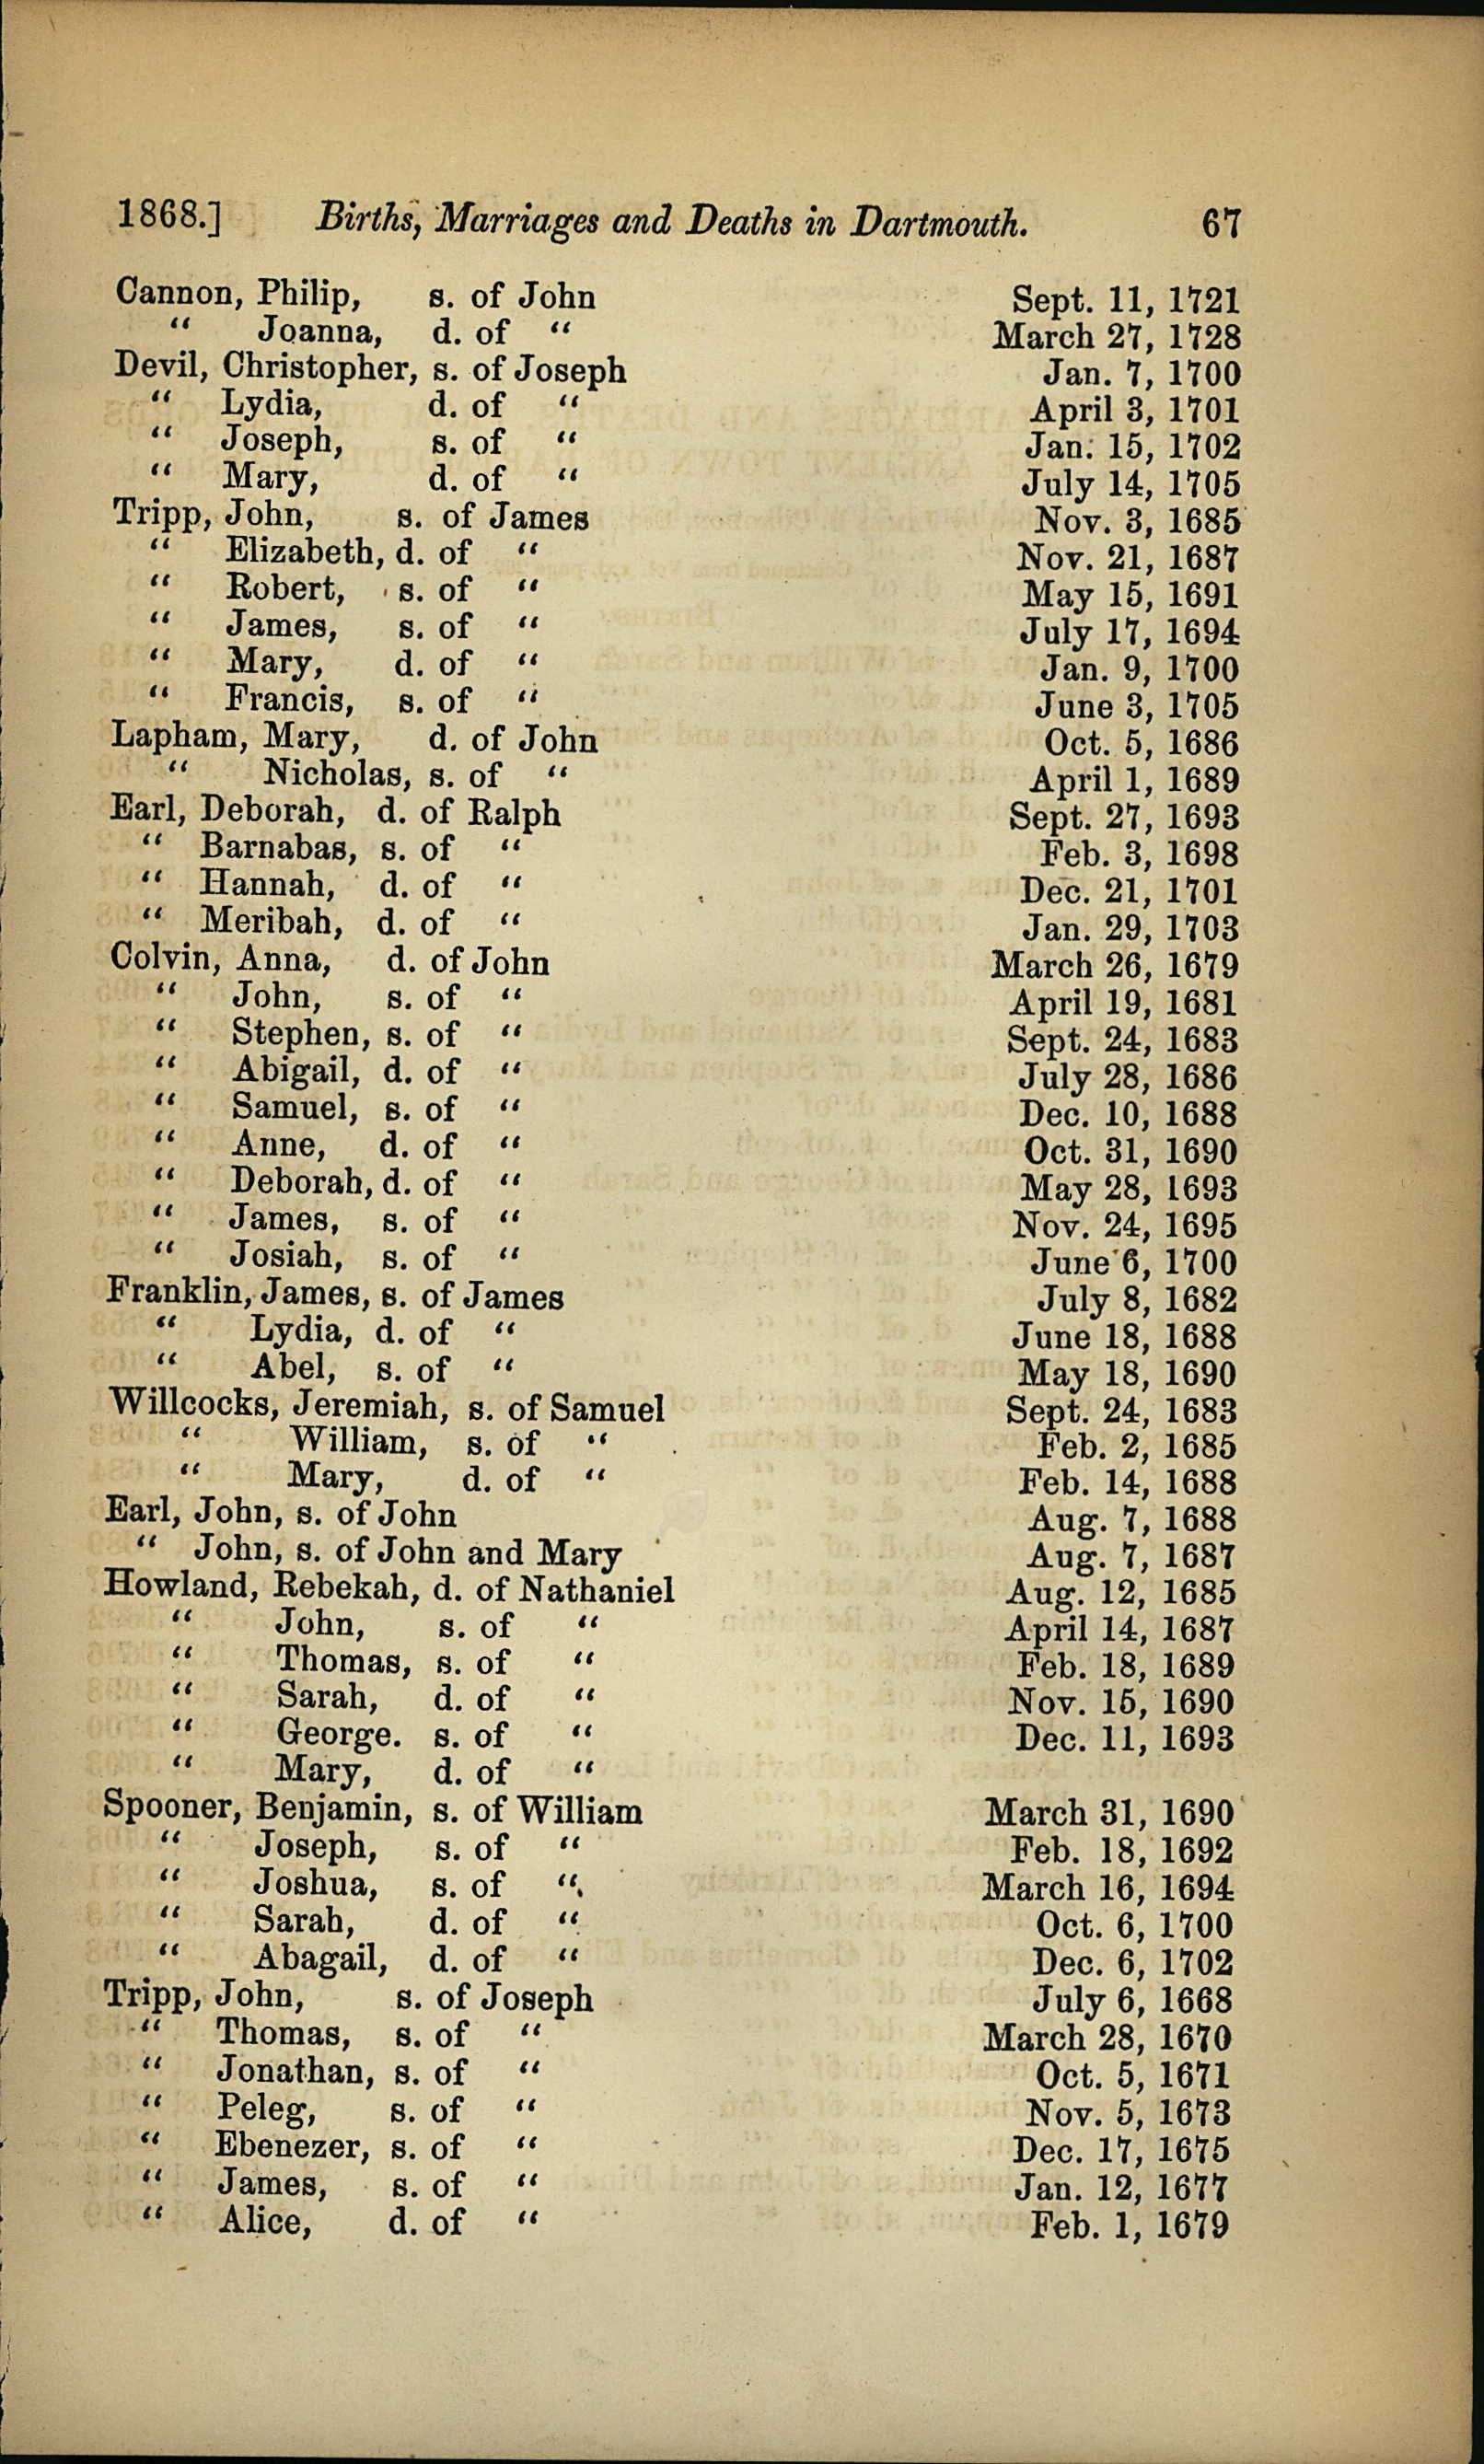 1868.] Births, Marriages and Deaths in Dartmouth. 67
Cannon, Philip, s. of John Sept. 11, 1721
“ Joanna, d. of “ March 27, 1728
Devil, Christopher, s. of Joseph Jan. 7, 1700
“ Lydia, d. of “ April 3, 1701
“ Joseph, s. of “ Jan. 15, 1702
“ Mary, d. of “ July 14, 1705
Tripp, John, s. of James Nov. 3, 1685
“ Elizabeth, d. of “ Nov. 21, 1687
“ Robert, s. of “ May 15, 1691
“ James, s. of “ July 17, 1694
“ Mary, d. of “ Jan. 9, 1700
“ Francis, s. of “ June 3, 1705
Lapham, Mary, d. of John Oct. 5, 1686
“ Nicholas, s. of “ April 1, 1689
Earl, Deborah, d. of Ralph Sept. 27, 1693
“ Barnabas, s. of “ Feb. 3, 1698
“ Hannah, d. of “ Dec. 21, 1701
“ Meribah, d. of “ Jan. 29, 1703
Colvin, Anna, d. of John March 26, 1679
“ John, s. of “ April 19, 1681
“ Stephen, s. of “ Sept. 24, 1683
“ Abigail, d. of “ July 28, 1686
“ Samuel, s. of “ Dec. 10, 1688
“ Anne, d. of “ Oct. 31, 1690
“ Deborah, d. of “ May 28, 1693
“ James, s. of “ Nov. 24, 1695
“ Josiah, s. of “ June 6, 1700
Franklin, James, s. of James July 8, 1682
“ Lydia, d. of “ June 18, 1688
“ Abel, s. of “ May 18, 1690
Willcocks, Jeremiah, s. of Samuel Sept. 24, 1683
“ William, s. of “ Feb. 2, 1685
“ Mary, d. of “ Feb. 14, 1688
Earl, John, s. of John Aug. 7, 1688
“ John, s. of John and Mary Aug. 7, 1687
Howland, Rebekah, d. of Nathaniel Aug. 12, 1685
“ John, s. of “ April 14, 1687
“ Thomas, s. of “ Feb. 18, 1689
“ Sarah, d. of “ Nov. 15, 1690
“ George. s. of “ Dec. 11, 1693
“ Mary, d. of “
Spooner, Benjamin, s. of William March 31, 1690
“ Joseph, s. of “ Feb. 18, 1692
“ Joshua, s. of “ March 16, 1694
“ Sarah, d. of “ Oct. 6, 1700
“ Abagail, d. of “ Dec. 6, 1702
Tripp, John, s. of Joseph July 6, 1668
“ Thomas, s. of “ March 28, 1670
“ Jonathan, s. of “ Oct. 5, 1671
“ Peleg, s. of “ Nov. 5, 1673
“ Ebenezer, s. of “ Dec. 17, 1675
“ James, s. of “ Jan. 12, 1677
“ Alice, d. of “ Feb. 1, 1679